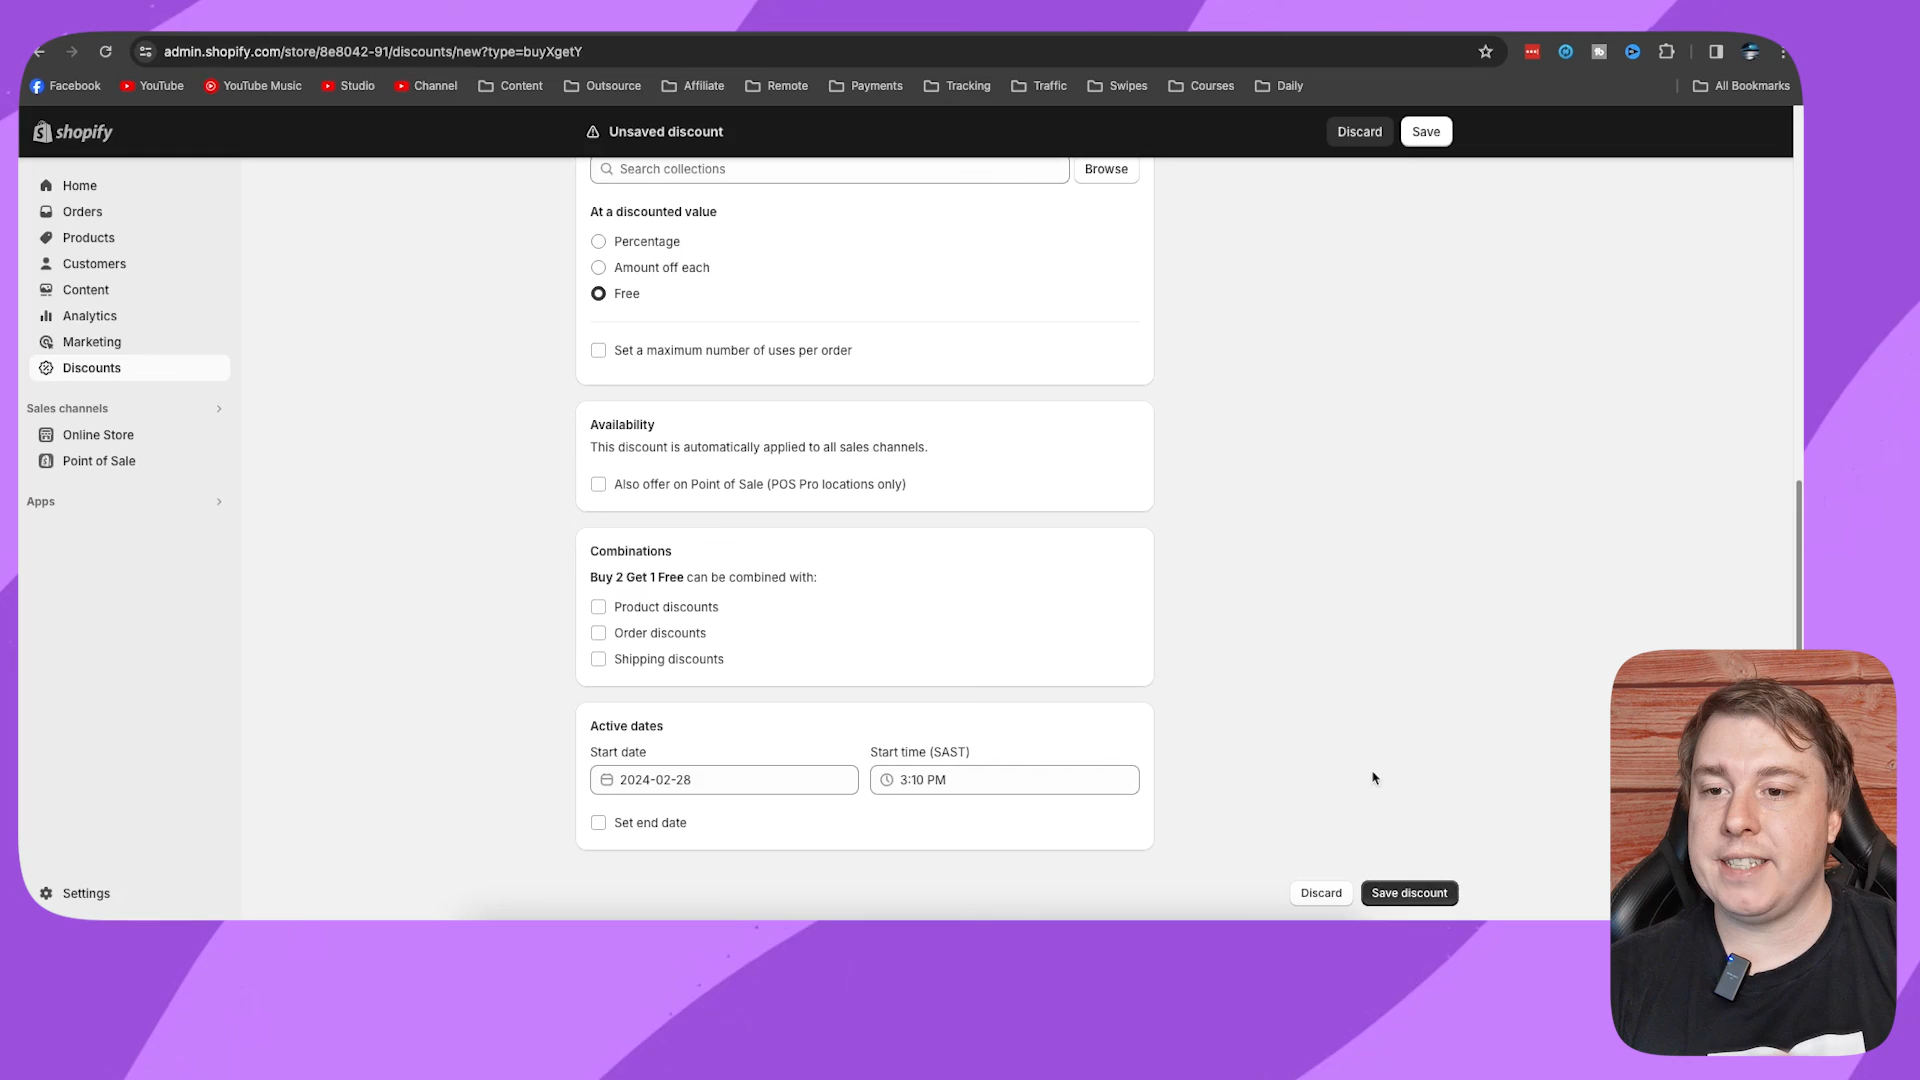 admin.shopify.com/store/8e8042-91/discounts/new?type=buyXgetY
Facebook YouTube YouTube Music Studio Channel Content Outsource Affiliate Remote Payments Tracking Traffic Swipes Courses Daily All Bookmarks
shopify Unsaved discount Discard Save
Home
Orders
Products
Customers
Content
Analytics
Marketing
Discounts
Sales channels
Online Store
Point of Sale
Apps
Settings
Search collections Browse
At a discounted value
Percentage
Amount off each
Free
Set a maximum number of uses per order
Availability
This discount is automatically applied to all sales channels.
Also offer on Point of Sale (POS Pro locations only)
Combinations
Buy 2 Get 1 Free can be combined with:
Product discounts
Order discounts
Shipping discounts
Active dates
Start date Start time (SAST)
2024-02-28 3:10 PM
Set end date
Discard Save discount